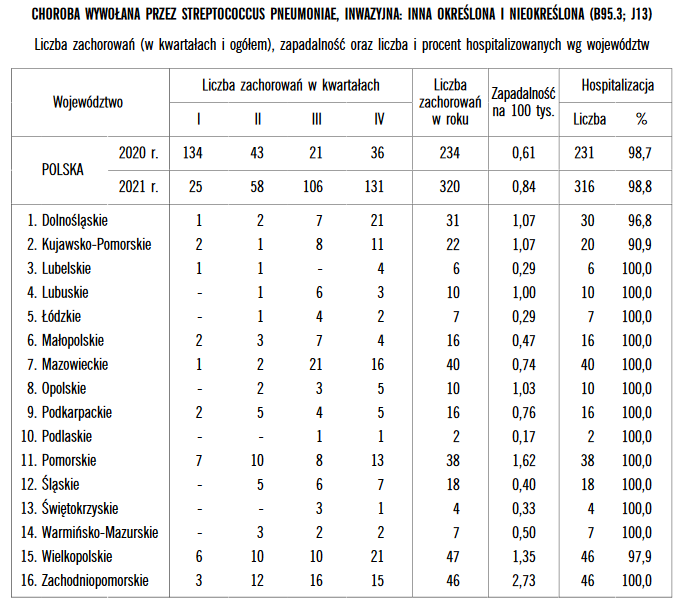 CHOROBA WYWOŁANA PRZEZ STREPTOCOCCUS PNEUMONIAE, INWAZYJNA: INNA OKREŚLONA I NIEOKREŚLONA (B95.3; J13)
Liczba zachorowań (w kwartałach i ogółem), zapadalność oraz liczba i procent hospitalizowanych wg województw
Województwo Liczba zachorowań w kwartałach Liczba zachorowań w roku Zapadalność na 100 tys. Hospitalizacja
I II III IV Liczba %
POLSKA 2020 r. 134 43 21 36 234 0,61 231 98,7
2021 r. 25 58 106 131 320 0,84 316 98,8
1. Dolnośląskie 1 2 7 21 31 1,07 30 96,8
2. Kujawsko-Pomorskie 2 1 8 11 22 1,07 20 90,9
3. Lubelskie 1 1 - 4 6 0,29 6 100,0
4. Lubuskie - 1 6 3 10 1,00 10 100,0
5. Łódzkie - 1 4 2 7 0,29 7 100,0
6. Małopolskie 2 3 7 4 16 0,47 16 100,0
7. Mazowieckie 1 2 21 16 40 0,74 40 100,0
8. Opolskie - 2 3 5 10 1,03 10 100,0
9. Podkarpackie 2 5 4 5 16 0,76 16 100,0
10. Podlaskie - - 1 1 2 0,17 2 100,0
11. Pomorskie 7 10 8 13 38 1,62 38 100,0
12. Śląskie - 5 6 7 18 0,40 18 100,0
13. Świętokrzyskie - - 3 1 4 0,33 4 100,0
14. Warmińsko-Mazurskie - 3 2 2 7 0,50 7 100,0
15. Wielkopolskie 6 10 10 21 47 1,35 46 97,9
16. Zachodniopomorskie 3 12 16 15 46 2,73 46 100,0